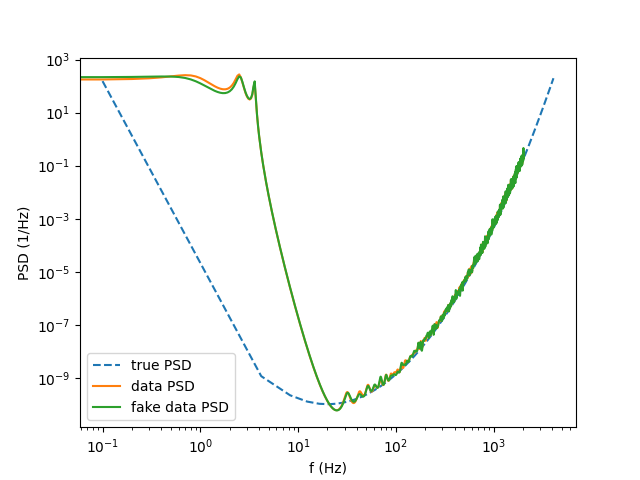 10³
10¹
10⁻¹
10⁻³
10⁻⁵
10⁻⁷
10⁻⁹
PSD (1/Hz)
true PSD
data PSD
fake data PSD
10⁻¹ 10⁰ 10¹ 10² 10³
f (Hz)